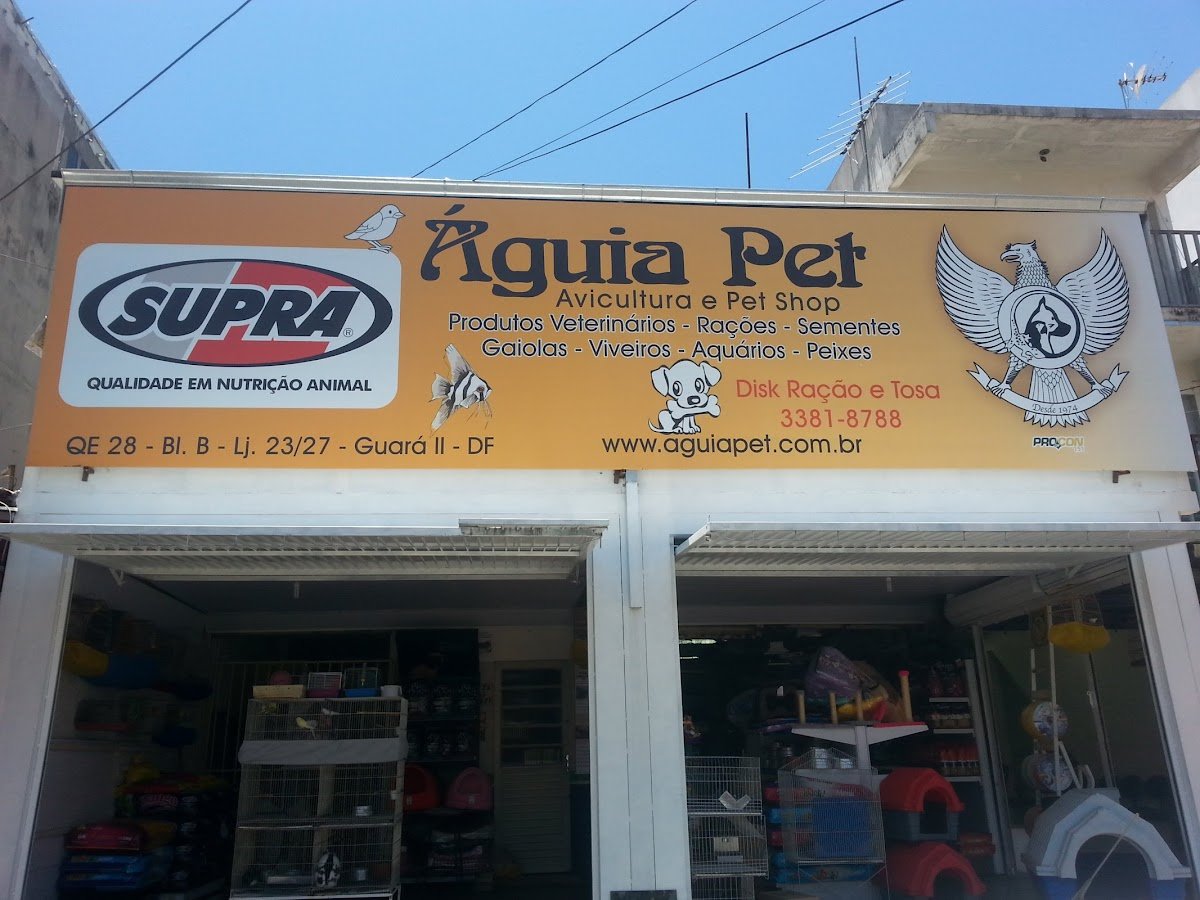 SUPRA®
QUALIDADE EM NUTRIÇÃO ANIMAL
Águia Pet
Avicultura e Pet Shop
Produtos Veterinários - Rações - Sementes
Gaiolas - Viveiros - Aquários - Peixes
Disk Ração e Tosa
3381-8788
Desde 1974
PROCON
151
QE 28 - Bl. B - Lj. 23/27 - Guará II - DF
www.aguiapet.com.br